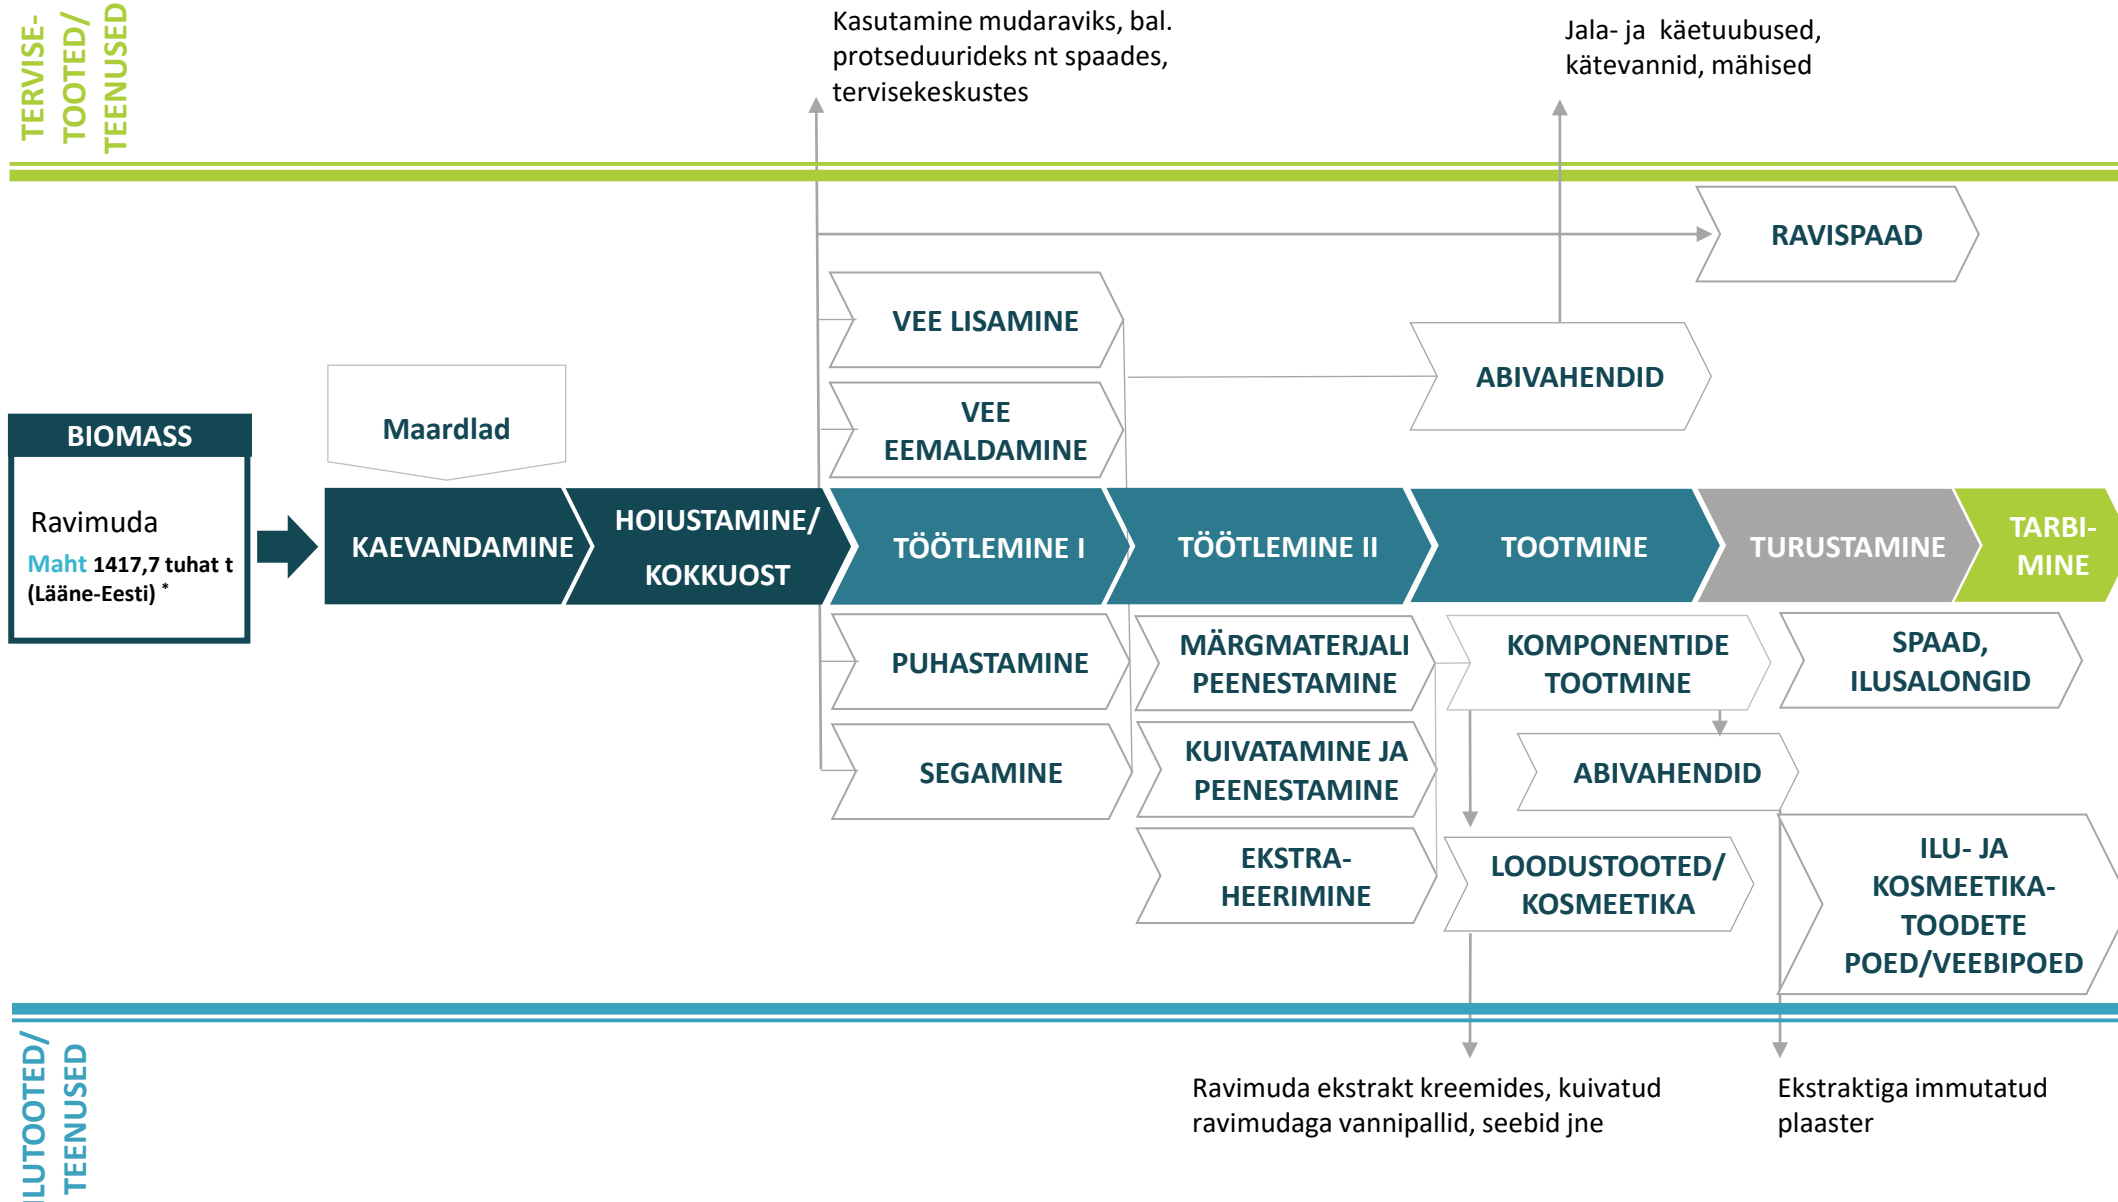 TERVISE-
TOOTED/
TEENUSED
Kasutamine mudaraviks, bal.
protseduurideks nt spaades,
tervisekeskustes
Jala- ja käetuubused,
kätevannid, mähised
RAVISPAAD
VEE LISAMINE
ABIVAHENDID
VEE
EEMALDAMINE
Maardlad
BIOMASS
Ravimuda
Maht 1417,7 tuhat t
(Lääne-Eesti) *
KAEVANDAMINE
HOIUSTAMINE/
KOKKUOST
TÖÖTLEMINE I
TÖÖTLEMINE II
TOOTMINE
TURUSTAMINE
TARBI-
MINE
PUHASTAMINE
MÄRGMATERJALI
PEENESTAMINE
KOMPONENTIDE
TOOTMINE
SPAAD,
ILUSALONGID
SEGAMINE
KUIVATAMINE JA
PEENESTAMINE
ABIVAHENDID
EKSTRA-
HEERIMINE
LOODUSTOOTED/
KOSMEETIKA
ILU- JA
KOSMEETIKA-
TOODETE
POED/VEEBIPOED
ILUTOOTED/
TEENUSED
Ravimuda ekstrakt kreemides, kuivatud
ravimudaga vannipallid, seebid jne
Ekstraktiga immutatud
plaaster